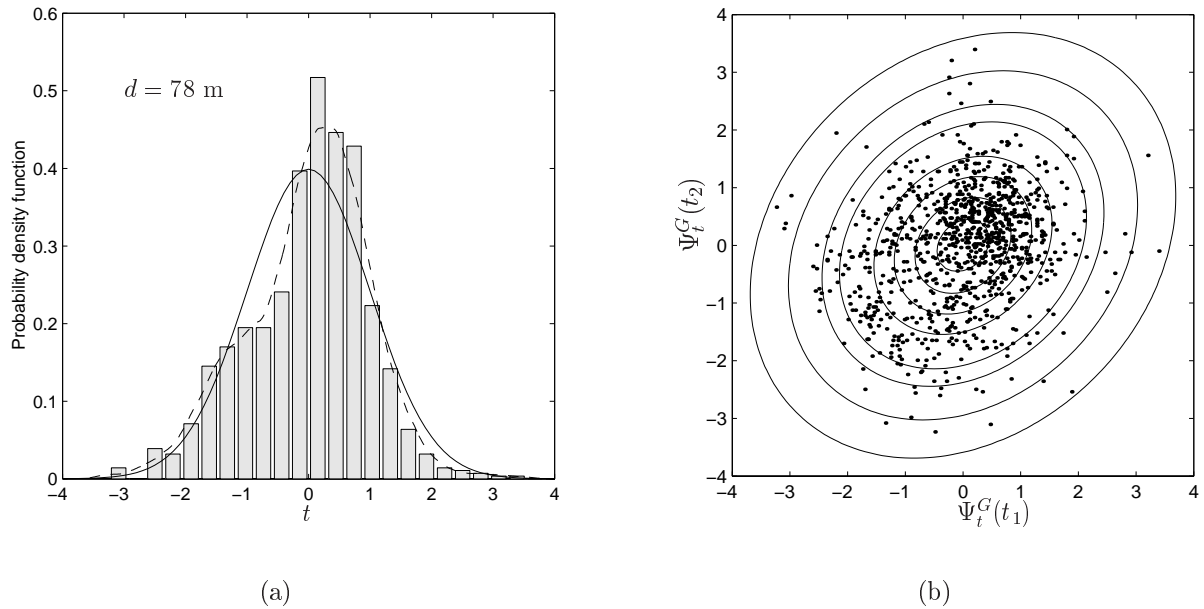 0.6
0.5
0.4
0.3
0.2
0.1
0
Probability density function
d = 78 m
−4 −3 −2 −1 0 1 2 3 4
t
(a)
4
3
2
1
0
−1
−2
−3
−4
Ψ_t^G(t_2)
−4 −3 −2 −1 0 1 2 3 4
Ψ_t^G(t_1)
(b)